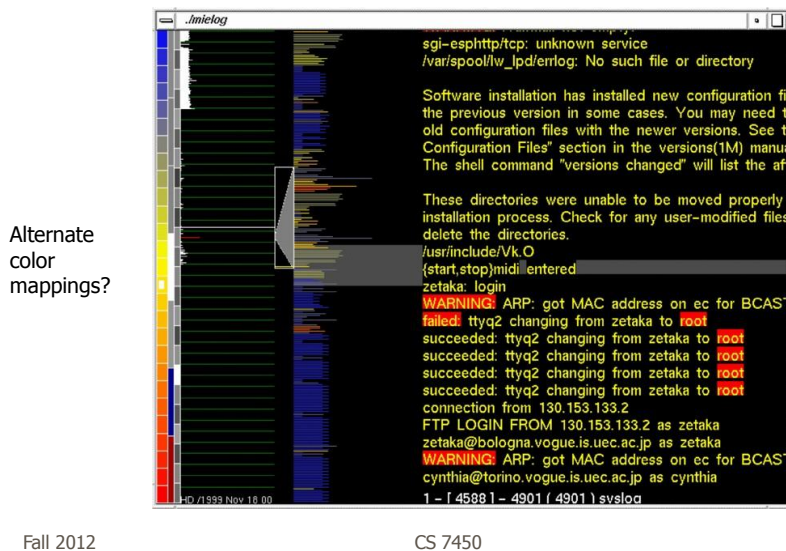 ./mielog
sgi-esphttp/tcp: unknown service
/var/spool/lw_lpd/errlog: No such file or directory
Software installation has installed new configuration fi
the previous version in some cases. You may need t
old configuration files with the newer versions. See t
Configuration Files" section in the versions(1M) manua
The shell command "versions changed" will list the aff
These directories were unable to be moved properly
installation process. Check for any user-modified files
delete the directories.
/usr/include/Vk.O
{start,stop}midi entered
zetaka: login
WARNING: ARP: got MAC address on ec for BCAST
failed: ttyq2 changing from zetaka to root
succeeded: ttyq2 changing from zetaka to root
succeeded: ttyq2 changing from zetaka to root
succeeded: ttyq2 changing from zetaka to root
succeeded: ttyq2 changing from zetaka to root
connection from 130.153.133.2
FTP LOGIN FROM 130.153.133.2 as zetaka
zetaka@bologna.vogue.is.uec.ac.jp as zetaka
WARNING: ARP: got MAC address on ec for BCAST
cynthia@torino.vogue.is.uec.ac.jp as cynthia
HD /1999 Nov 18 00
1 - [ 4588 ] - 4901 ( 4901 ) syslog
Alternate
color
mappings?
Fall 2012
CS 7450